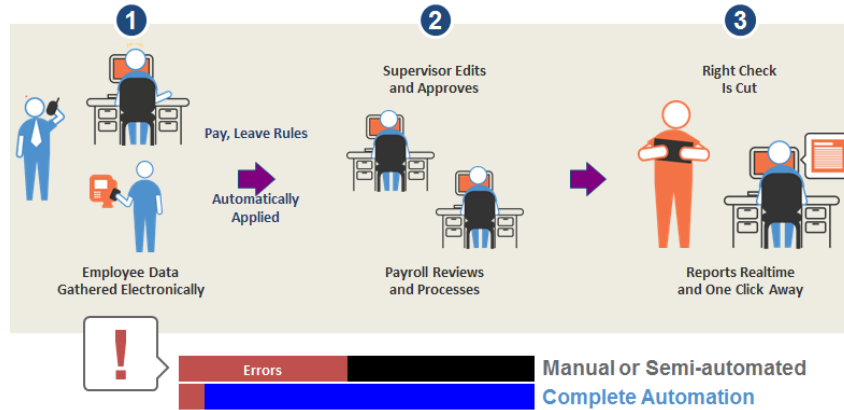 1
2
3
Supervisor Edits
and Approves
Right Check
Is Cut
Pay, Leave Rules
Automatically
Applied
Employee Data
Gathered Electronically
Payroll Reviews
and Processes
Reports Realtime
and One Click Away
!
Errors
Manual or Semi-automated
Complete Automation